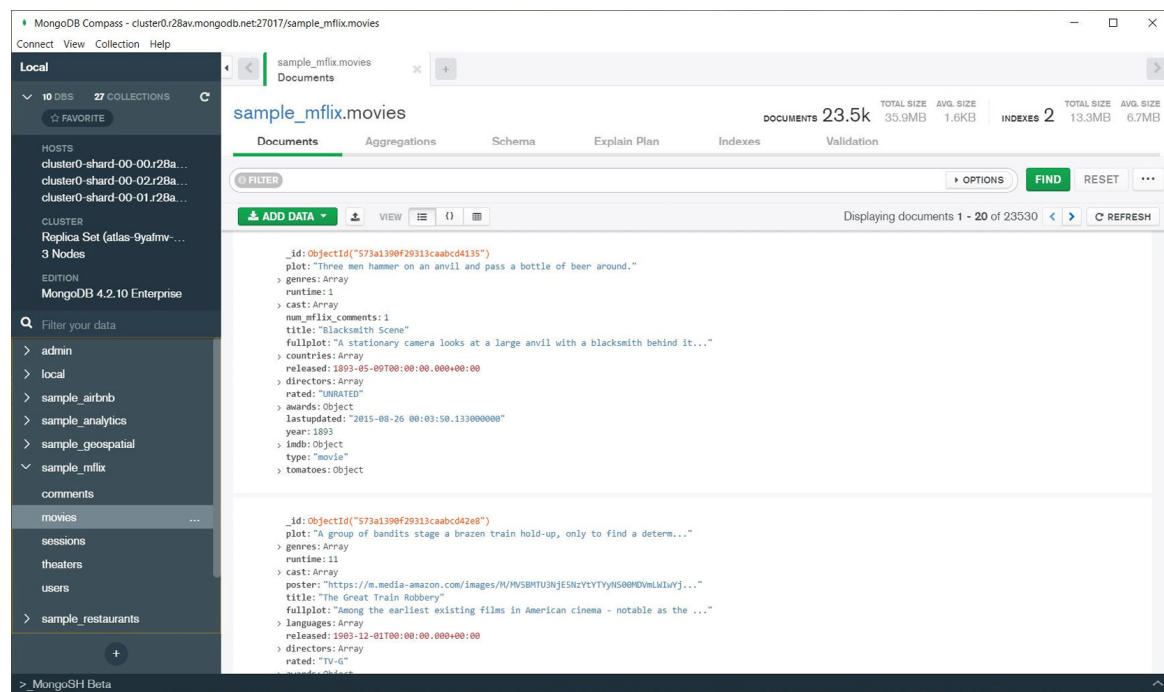 MongoDB Compass - cluster0.r28av.mongodb.net:27017/sample_mflix.movies
Connect View Collection Help
Local
10 DBS 27 COLLECTIONS
FAVORITE
HOSTS
cluster0-shard-00-00.r28a...
cluster0-shard-00-02.r28a...
cluster0-shard-00-01.r28a...
CLUSTER
Replica Set (atlas-9yafmv-...
3 Nodes
EDITION
MongoDB 4.2.10 Enterprise
Filter your data
admin
local
sample_airbnb
sample_analytics
sample_geospatial
sample_mflix
comments
movies ...
sessions
theaters
users
sample_restaurants
+
>_MongoSH Beta
sample_mflix.movies
Documents
sample_mflix.movies
DOCUMENTS 23.5k TOTAL SIZE 35.9MB AVG. SIZE 1.6KB INDEXES 2 TOTAL SIZE 13.3MB AVG. SIZE 6.7MB
Documents Aggregations Schema Explain Plan Indexes Validation
FILTER OPTIONS FIND RESET ...
ADD DATA VIEW {} Displaying documents 1 - 20 of 23530 < > REFRESH
_id: ObjectId("573a1390f29313caabcd4135")
plot: "Three men hammer on an anvil and pass a bottle of beer around."
> genres: Array
runtime: 1
> cast: Array
num_mflix_comments: 1
title: "Blacksmith Scene"
fullplot: "A stationary camera looks at a large anvil with a blacksmith behind it..."
> countries: Array
released: 1893-05-09T00:00:00.000+00:00
> directors: Array
rated: "UNRATED"
> awards: Object
lastupdated: "2015-08-26 00:03:50.133000000"
year: 1893
> imdb: Object
type: "movie"
> tomatoes: Object
_id: ObjectId("573a1390f29313caabcd42e8")
plot: "A group of bandits stage a brazen train hold-up, only to find a determ..."
> genres: Array
runtime: 11
> cast: Array
poster: "https://m.media-amazon.com/images/M/MV5BMTU3NjE5NzYtYTYyNS00MDVmLWIwYj..."
title: "The Great Train Robbery"
fullplot: "Among the earliest existing films in American cinema - notable as the ..."
> languages: Array
released: 1903-12-01T00:00:00.000+00:00
> directors: Array
rated: "TV-G"
> awards: Object